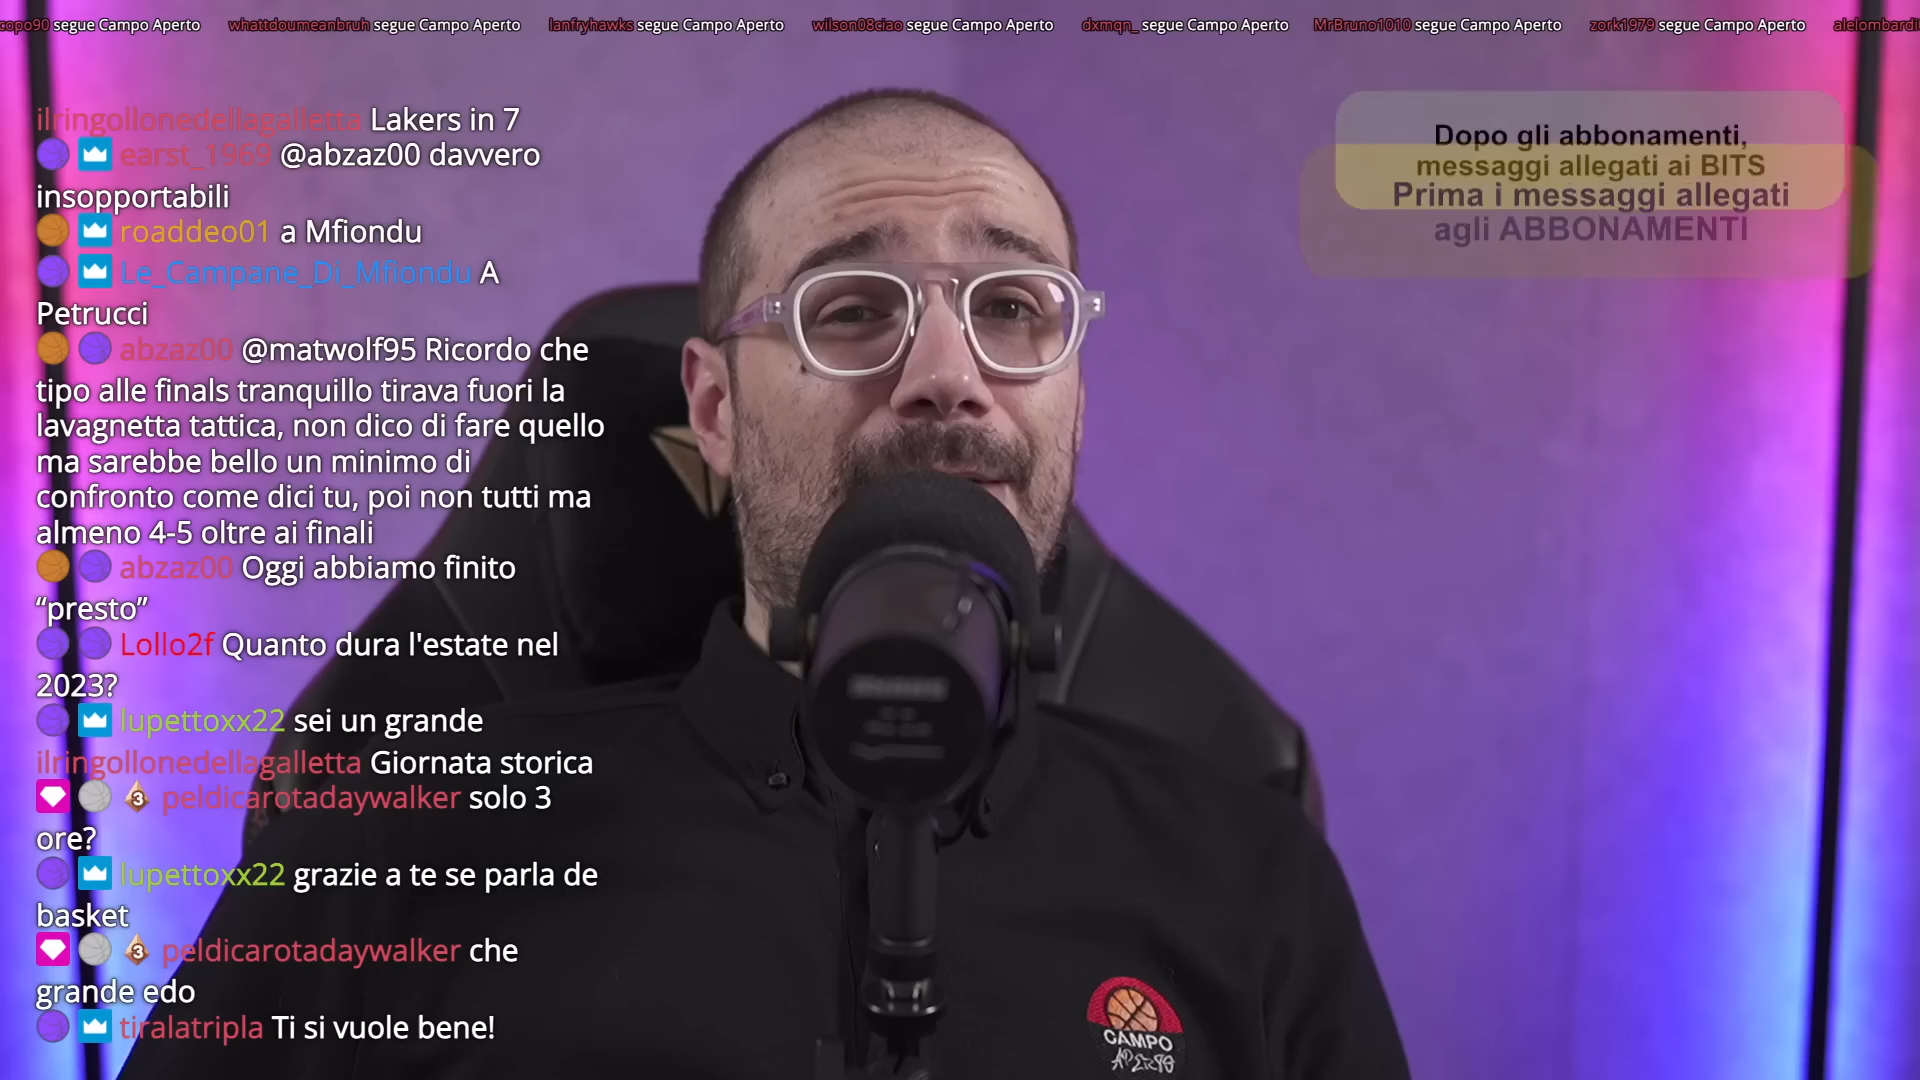 copo90 segue Campo Aperto whattdoumeanbruh segue Campo Aperto lanfryhawks segue Campo Aperto wilson08ciao segue Campo Aperto dxmqn_ segue Campo Aperto MrBruno1010 segue Campo Aperto zork1979 segue Campo Aperto
Dopo gli abbonamenti,
messaggi allegati ai BITS
Prima i messaggi allegati
agli ABBONAMENTI
ilringollonedellagalletta Lakers in 7
earst_1969 @abzaz00 davvero
insopportabili
roaddeo01 a Mfiondu
Le_Campane_Di_Mfiondu A
Petrucci
abzaz00 @matwolf95 Ricordo che
tipo alle finals tranquillo tirava fuori la
lavagnetta tattica, non dico di fare quello
ma sarebbe bello un minimo di
confronto come dici tu, poi non tutti ma
almeno 4-5 oltre ai finali
abzaz00 Oggi abbiamo finito
“presto”
Lollo2f Quanto dura l'estate nel
2023?
lupettoxx22 sei un grande
ilringollonedellagalletta Giornata storica
3 peldicarotadaywalker solo 3
ore?
lupettoxx22 grazie a te se parla de
basket
3 peldicarotadaywalker che
grande edo
tiralatripla Ti si vuole bene!
CAMPO
APERTO